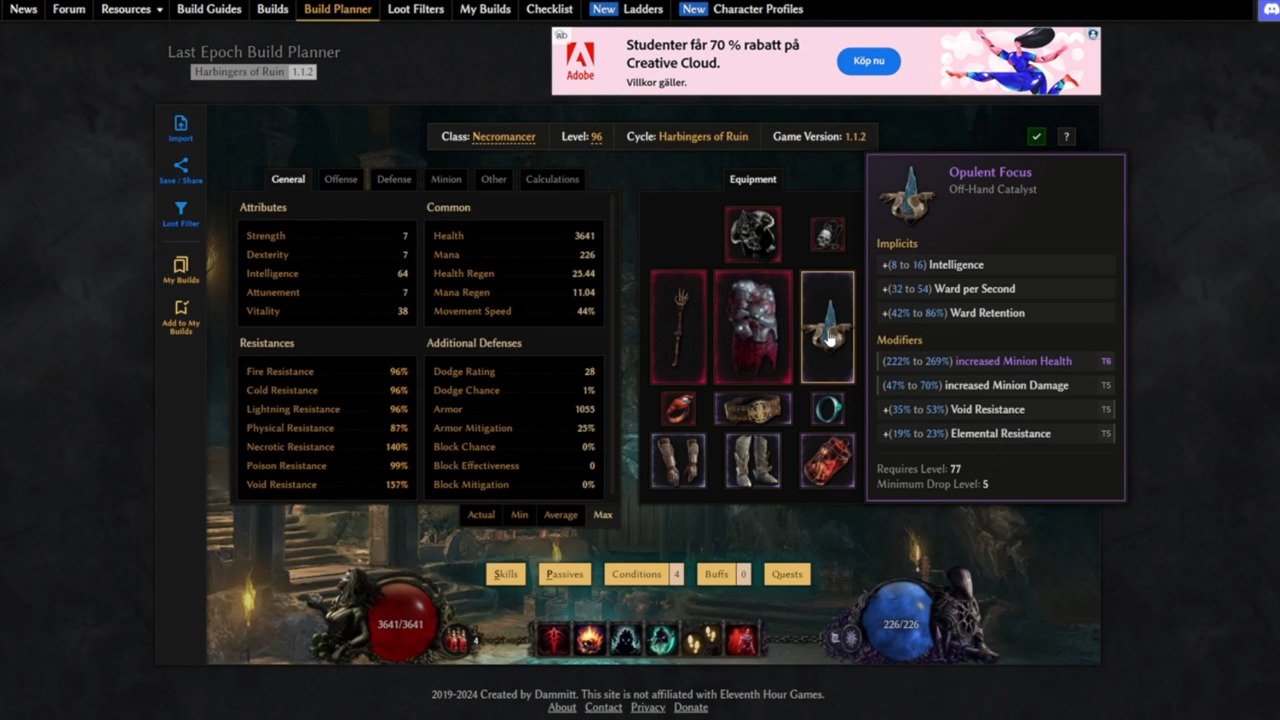 News Forum Resources Build Guides Builds Build Planner Loot Filters My Builds Checklist New Ladders New Character Profiles
Last Epoch Build Planner
Harbingers of Ruin 1.1.2
AD
Adobe
Studenter får 70 % rabatt på
Creative Cloud.
Villkor gäller.
Köp nu
Import
Save / Share
Loot Filter
My Builds
Add to My
Builds
Class: Necromancer Level: 96 Cycle: Harbingers of Ruin Game Version: 1.1.2
?
General Offense Defense Minion Other Calculations
Attributes
Strength 7
Dexterity 7
Intelligence 64
Attunement 7
Vitality 38
Common
Health 3641
Mana 226
Health Regen 25.44
Mana Regen 11.04
Movement Speed 44%
Resistances
Fire Resistance 96%
Cold Resistance 96%
Lightning Resistance 96%
Physical Resistance 87%
Necrotic Resistance 140%
Poison Resistance 99%
Void Resistance 157%
Additional Defenses
Dodge Rating 28
Dodge Chance 1%
Armor 1055
Armor Mitigation 25%
Block Chance 0%
Block Effectiveness 0
Block Mitigation 0%
Actual Min Average Max
Equipment
Opulent Focus
Off-Hand Catalyst
Implicits
+(8 to 16) Intelligence
+(32 to 54) Ward per Second
+(42% to 86%) Ward Retention
Modifiers
(222% to 269%) increased Minion Health T6
(47% to 70%) increased Minion Damage T5
+(35% to 53%) Void Resistance T5
+(19% to 23%) Elemental Resistance T5
Requires Level: 77
Minimum Drop Level: 5
Skills Passives Conditions 4 Buffs 0 Quests
3641/3641
4
226/226
2019-2024 Created by Dammitt. This site is not affiliated with Eleventh Hour Games.
About Contact Privacy Donate